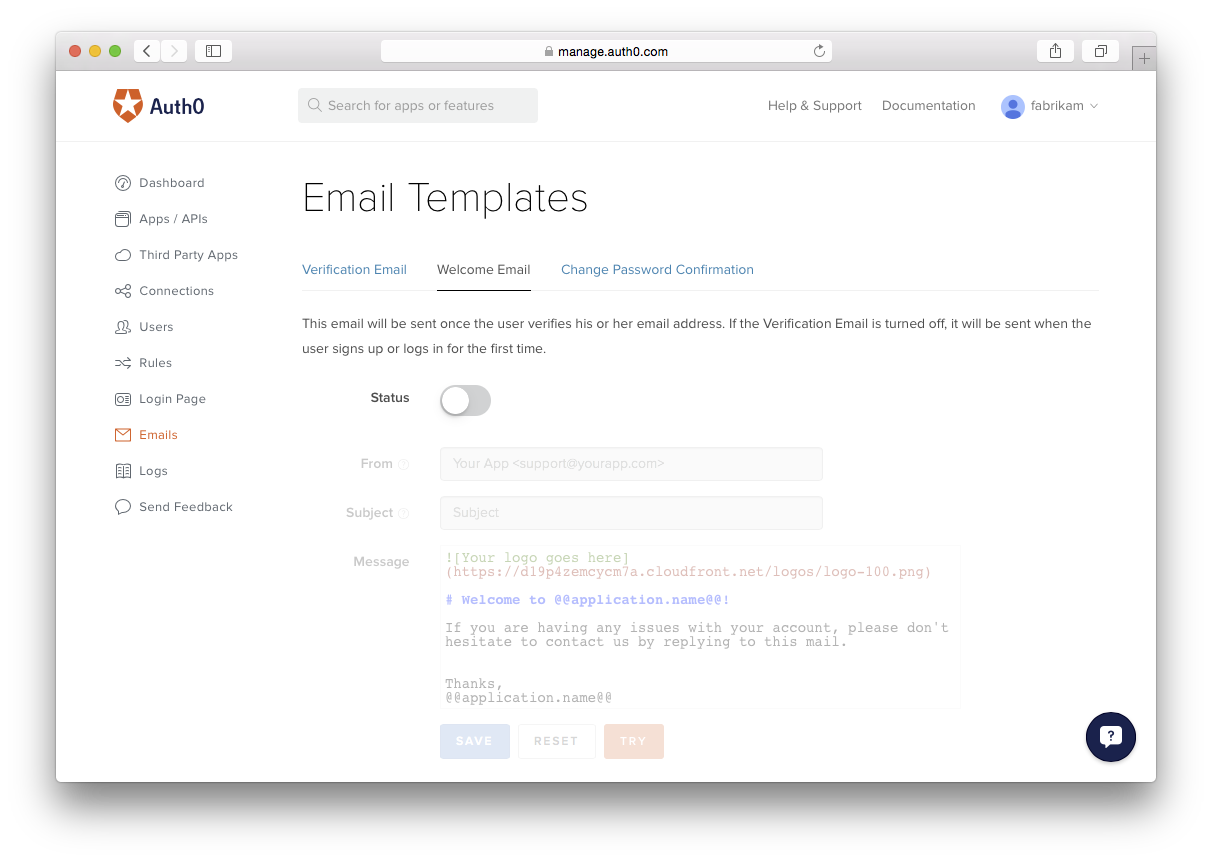 manage.auth0.com
Auth0
Search for apps or features
Help & Support
Documentation
fabrikam
Dashboard
Apps / APIs
Third Party Apps
Connections
Users
Rules
Login Page
Emails
Logs
Send Feedback
Email Templates
Verification Email
Welcome Email
Change Password Confirmation
This email will be sent once the user verifies his or her email address. If the Verification Email is turned off, it will be sent when the
user signs up or logs in for the first time.
Status
From ?
Your App <support@yourapp.com>
Subject ?
Subject
Message
![Your logo goes here]
(https://d19p4zemcycm7a.cloudfront.net/logos/logo-100.png)
# Welcome to @@application.name@@!
If you are having any issues with your account, please don't
hesitate to contact us by replying to this mail.
Thanks,
@@application.name@@
SAVE
RESET
TRY
?